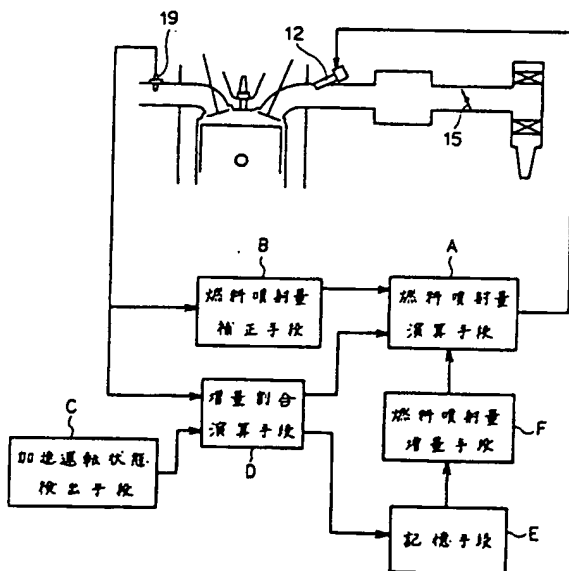 19
12
15
B
燃料噴射量
補正手段
A
燃料噴射量
演算手段
C
加速運転状態
検出手段
増量割合
演算手段
D
燃料噴射量
増量手段
F
記憶手段
E